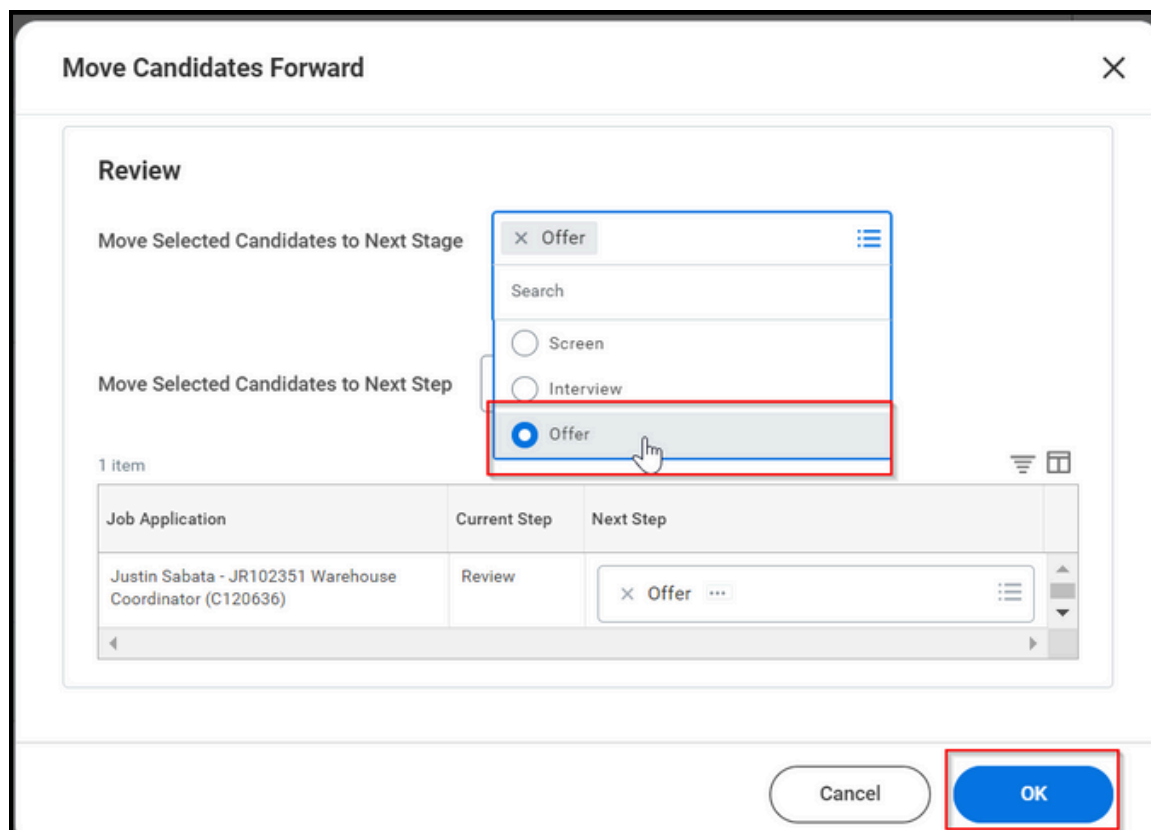 Move Candidates Forward
Review
Move Selected Candidates to Next Stage
Offer
Search
Screen
Interview
Offer
Move Selected Candidates to Next Step
1 item
Job Application
Current Step
Next Step
Justin Sabata - JR102351 Warehouse
Coordinator (C120636)
Review
Offer
Cancel
OK